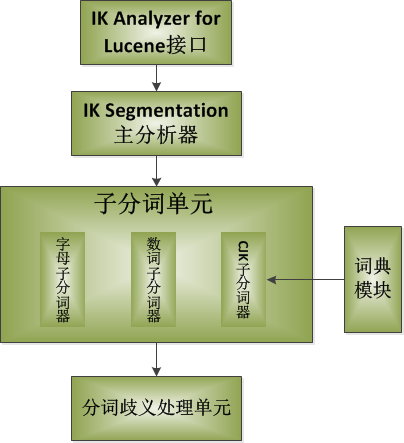 IK Analyzer for
Lucene接口
IK Segmentation
主分析器
子分词单元
字母子分词器
数词子分词器
CJK子分词器
词典
模块
分词歧义处理单元